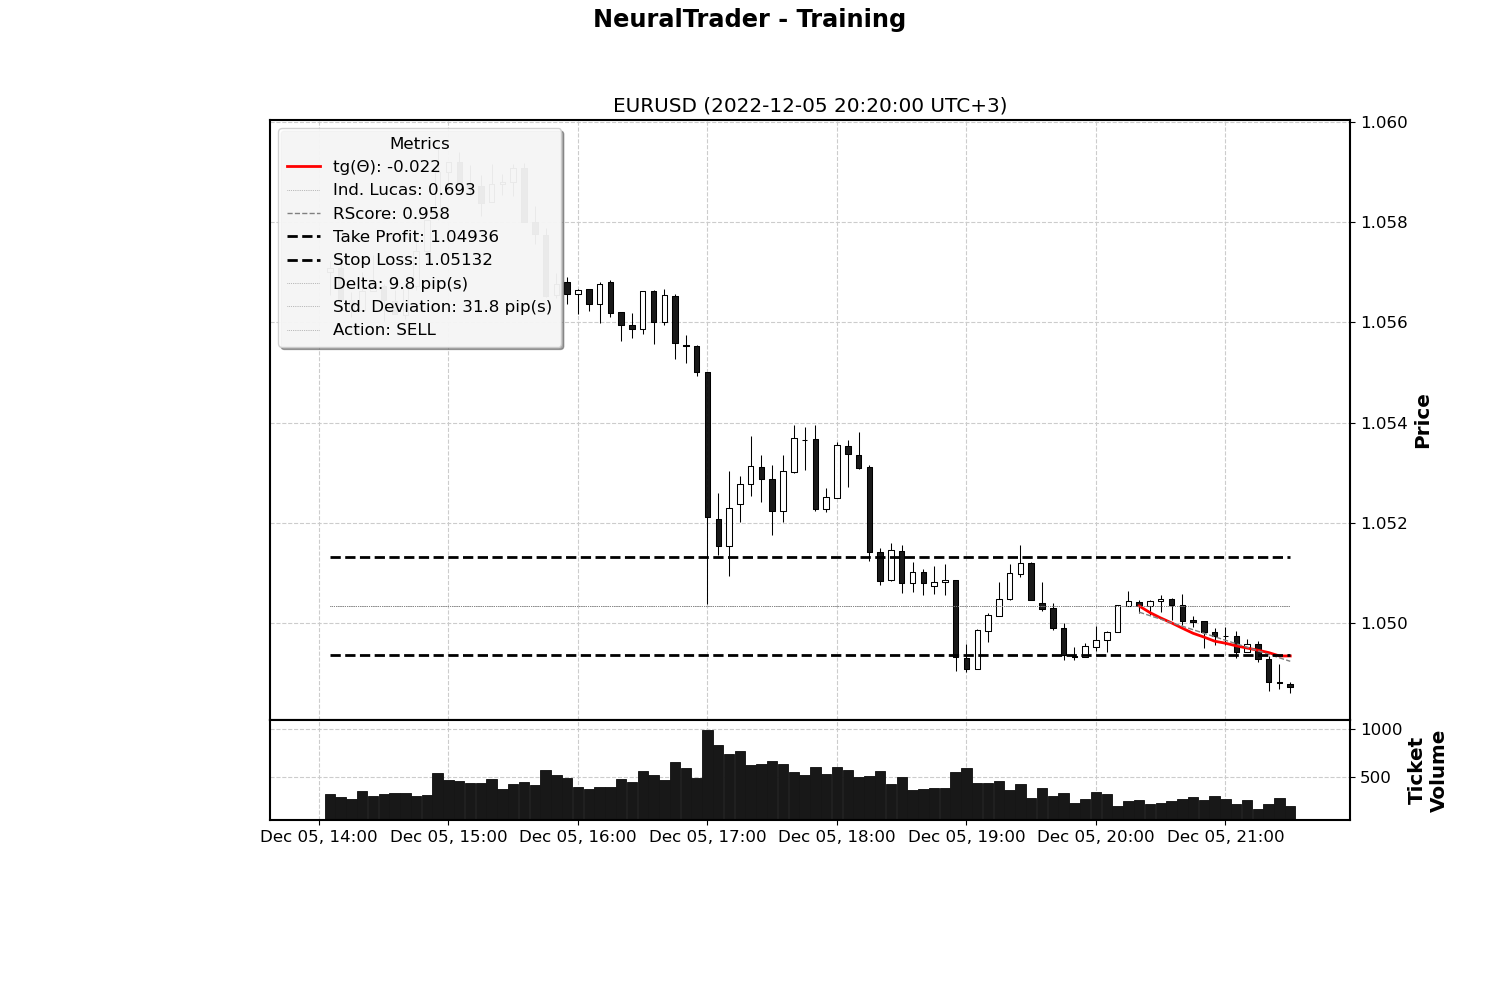 NeuralTrader - Training
EURUSD (2022-12-05 20:20:00 UTC+3)
Metrics
tg(Θ): -0.022
Ind. Lucas: 0.693
RScore: 0.958
Take Profit: 1.04936
Stop Loss: 1.05132
Delta: 9.8 pip(s)
Std. Deviation: 31.8 pip(s)
Action: SELL
1.060
1.058
1.056
1.054
1.052
1.050
Price
1000
500
Ticket
Volume
Dec 05, 14:00 Dec 05, 15:00 Dec 05, 16:00 Dec 05, 17:00 Dec 05, 18:00 Dec 05, 19:00 Dec 05, 20:00 Dec 05, 21:00